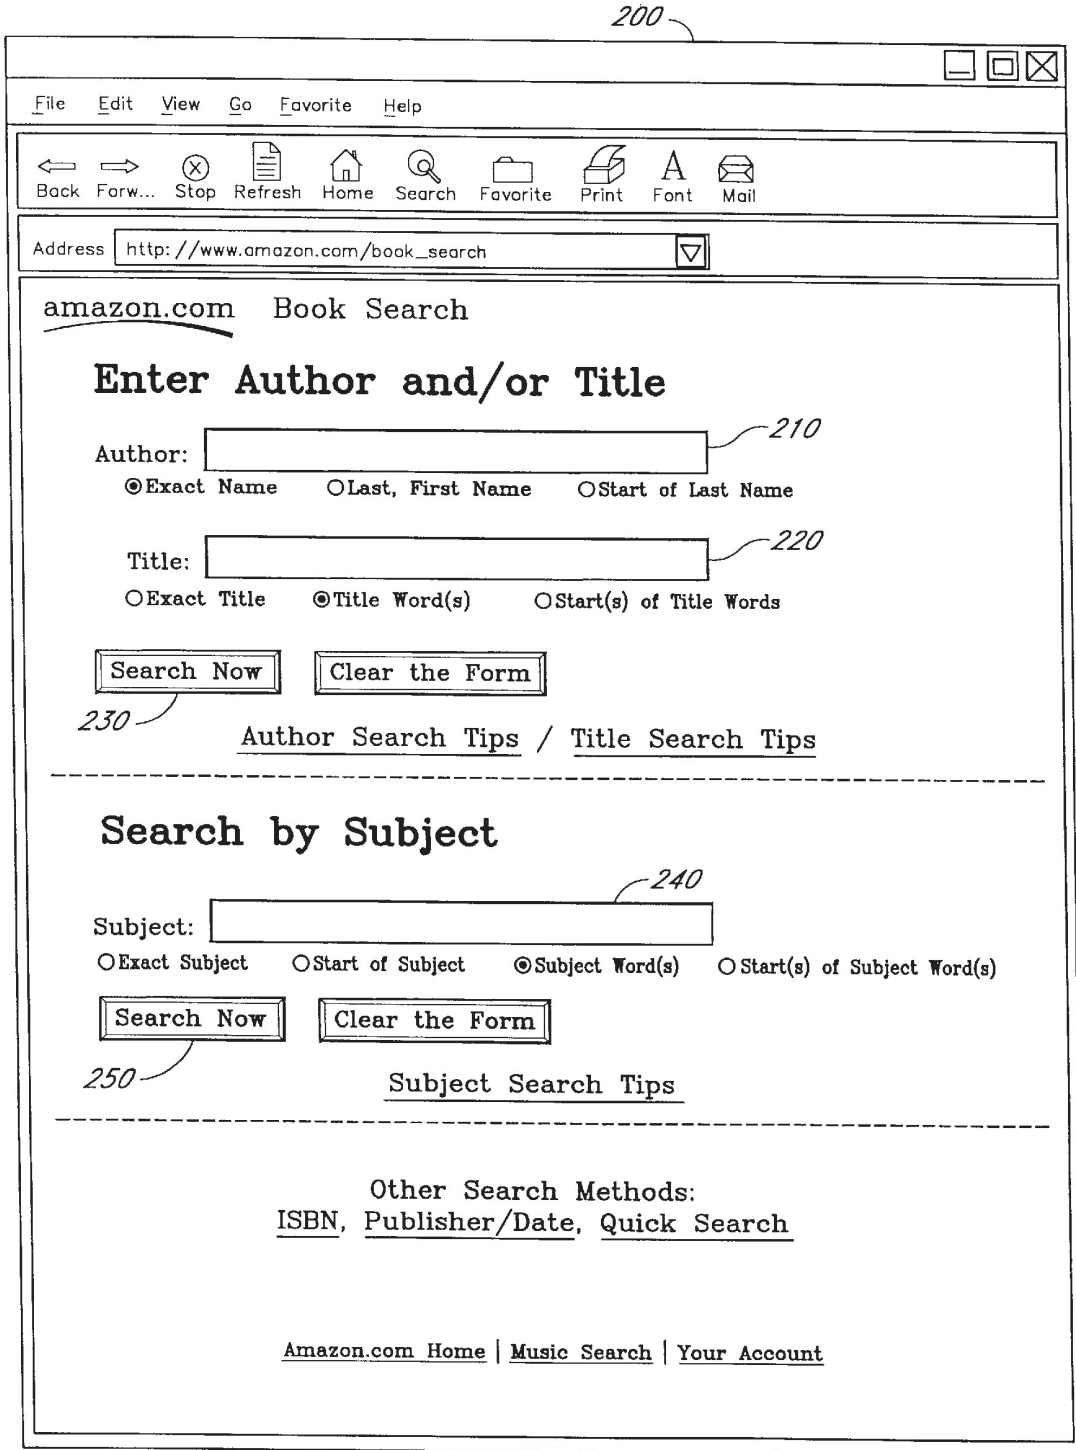 200
File Edit View Go Favorite Help
Back Forw... Stop Refresh Home Search Favorite Print Font Mail
Address http://www.amazon.com/book_search
amazon.com Book Search
Enter Author and/or Title
210
Author:
Exact Name Last, First Name Start of Last Name
220
Title:
Exact Title Title Word(s) Start(s) of Title Words
Search Now Clear the Form
230
Author Search Tips / Title Search Tips
Search by Subject
240
Subject:
Exact Subject Start of Subject Subject Word(s) Start(s) of Subject Word(s)
Search Now Clear the Form
250
Subject Search Tips
Other Search Methods:
ISBN, Publisher/Date, Quick Search
Amazon.com Home | Music Search | Your Account